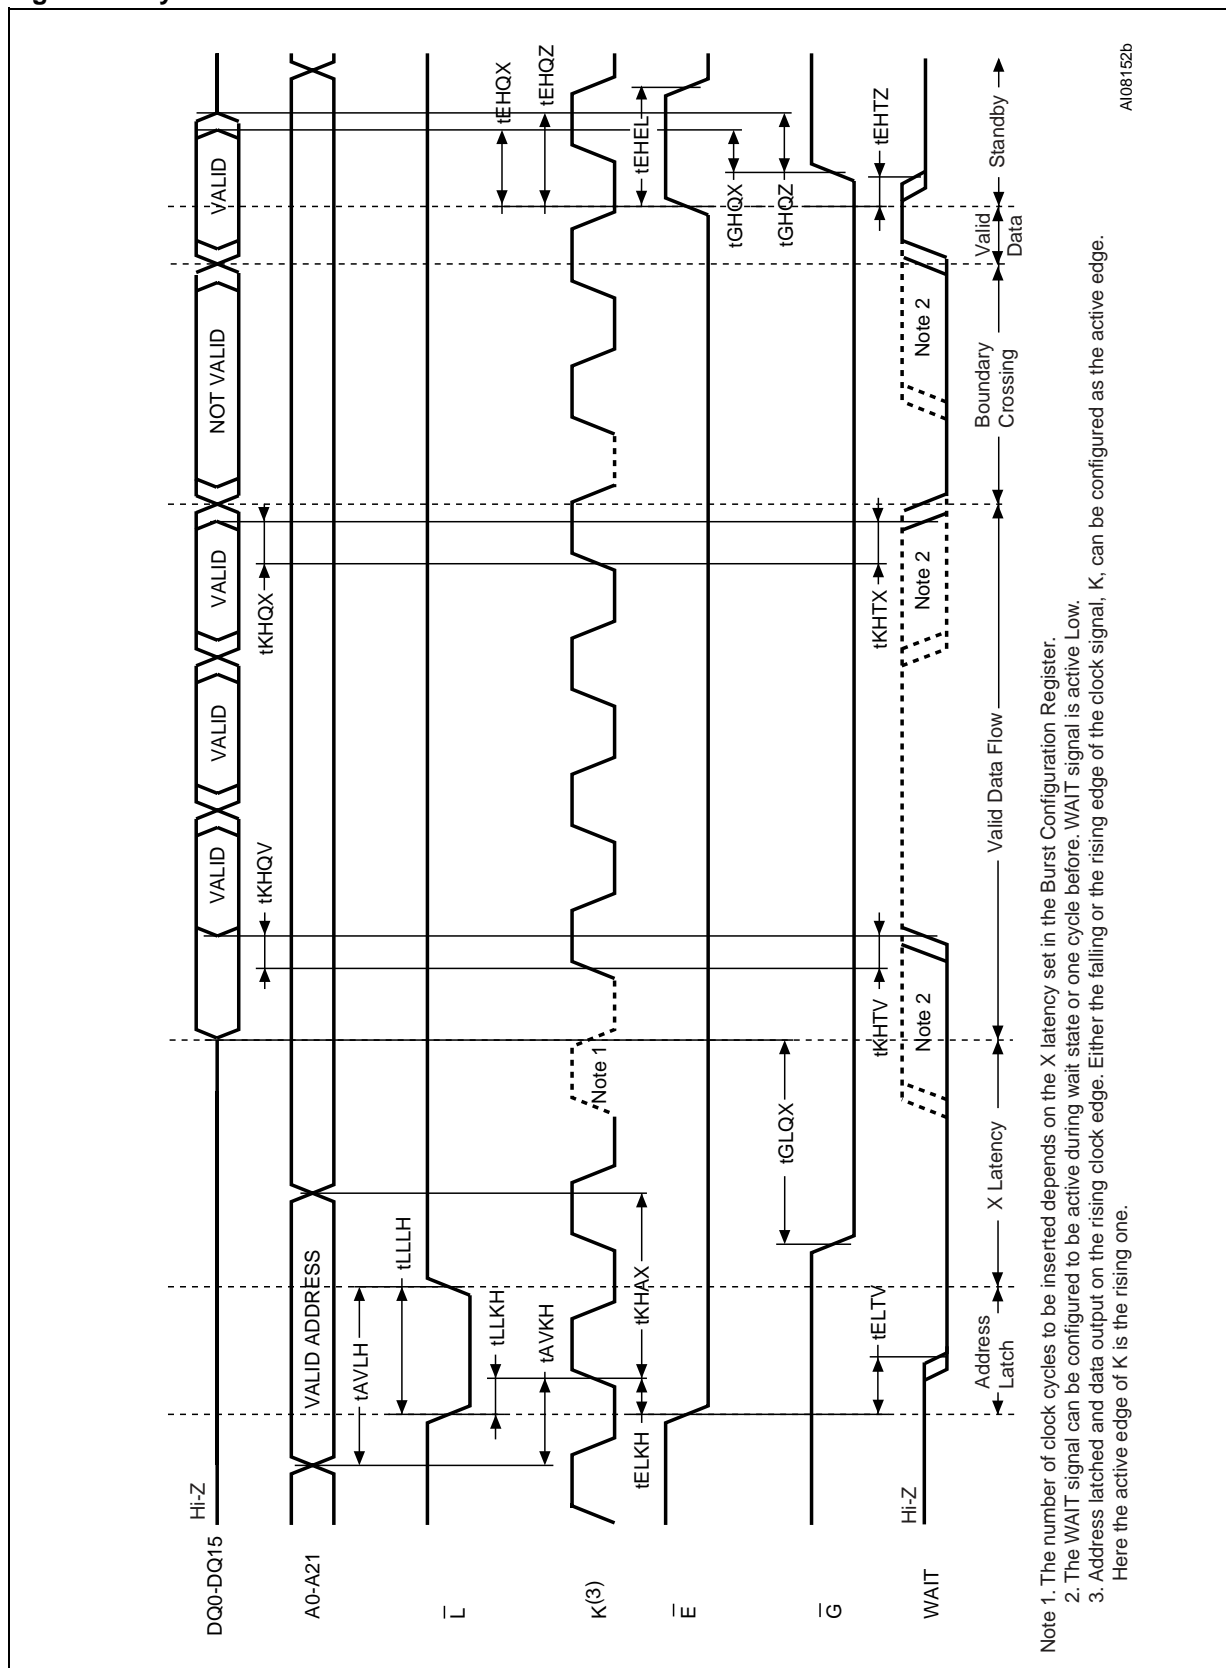 DQ0-DQ15
Hi-Z
VALID
VALID
VALID
NOT VALID
VALID
tKHQV
tKHQX
A0-A21
VALID ADDRESS
tAVLH
tLLLH
L
tLLKH
tAVKH
tEHQX
tEHQZ
K(3)
Note 1
tELKH
tKHAX
tEHEL
E
tGLQX
tGHQX
tGHQZ
G
tELTV
tKHTV
tKHTX
tEHTZ
WAIT
Hi-Z
Note 2
Note 2
Note 2
Address
Latch
X Latency
Valid Data Flow
Boundary
Crossing
Valid
Data
Standby
Note 1. The number of clock cycles to be inserted depends on the X latency set in the Burst Configuration Register.
2. The WAIT signal can be configured to be active during wait state or one cycle before. WAIT signal is active Low.
3. Address latched and data output on the rising clock edge. Either the falling or the rising edge of the clock signal, K, can be configured as the active edge.
Here the active edge of K is the rising one.
AI08152b